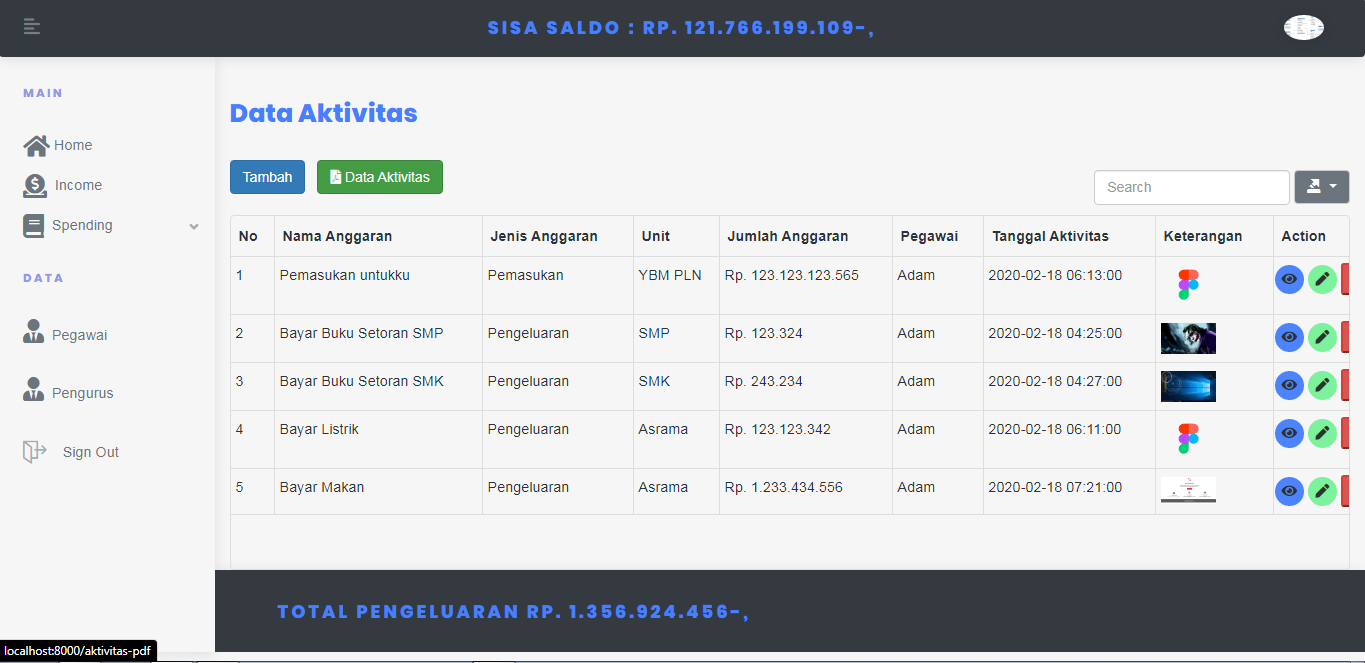 SISA SALDO : RP. 121.766.199.109-,
MAIN
Home
Income
Spending
DATA
Pegawai
Pengurus
Sign Out
Data Aktivitas
Tambah Data Aktivitas
Search
No Nama Anggaran Jenis Anggaran Unit Jumlah Anggaran Pegawai Tanggal Aktivitas Keterangan Action
1 Pemasukan untukku Pemasukan YBM PLN Rp. 123.123.123.565 Adam 2020-02-18 06:13:00
2 Bayar Buku Setoran SMP Pengeluaran SMP Rp. 123.324 Adam 2020-02-18 04:25:00
3 Bayar Buku Setoran SMK Pengeluaran SMK Rp. 243.234 Adam 2020-02-18 04:27:00
4 Bayar Listrik Pengeluaran Asrama Rp. 123.123.342 Adam 2020-02-18 06:11:00
5 Bayar Makan Pengeluaran Asrama Rp. 1.233.434.556 Adam 2020-02-18 07:21:00
TOTAL PENGELUARAN RP. 1.356.924.456-,
localhost:8000/aktivitas-pdf